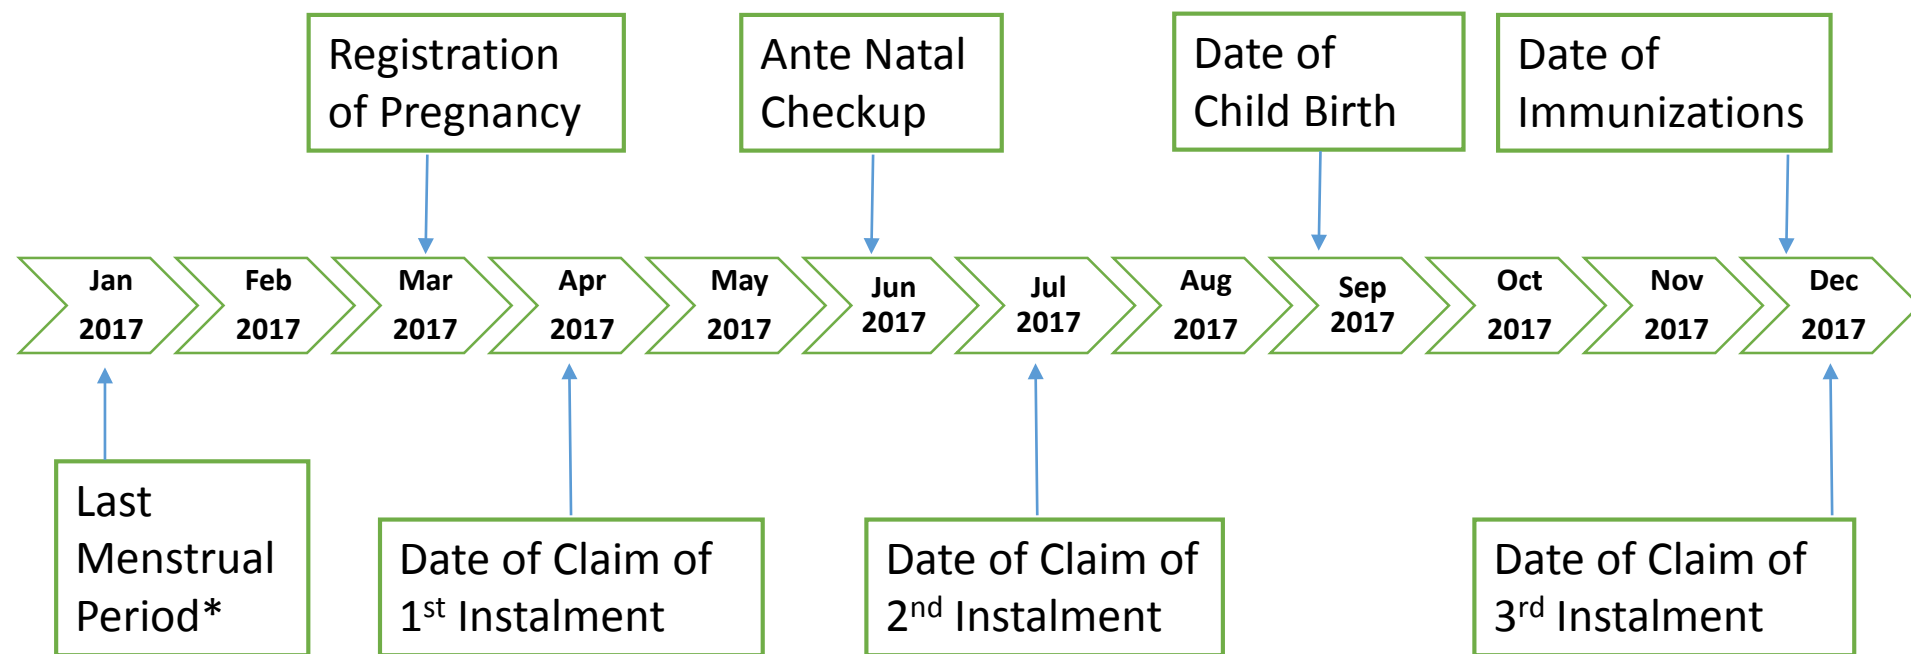 Registration
of Pregnancy
Ante Natal
Checkup
Date of
Child Birth
Date of
Immunizations
Jan
2017
Feb
2017
Mar
2017
Apr
2017
May
2017
Jun
2017
Jul
2017
Aug
2017
Sep
2017
Oct
2017
Nov
2017
Dec
2017
Last
Menstrual
Period*
Date of Claim of
1st Instalment
Date of Claim of
2nd Instalment
Date of Claim of
3rd Instalment